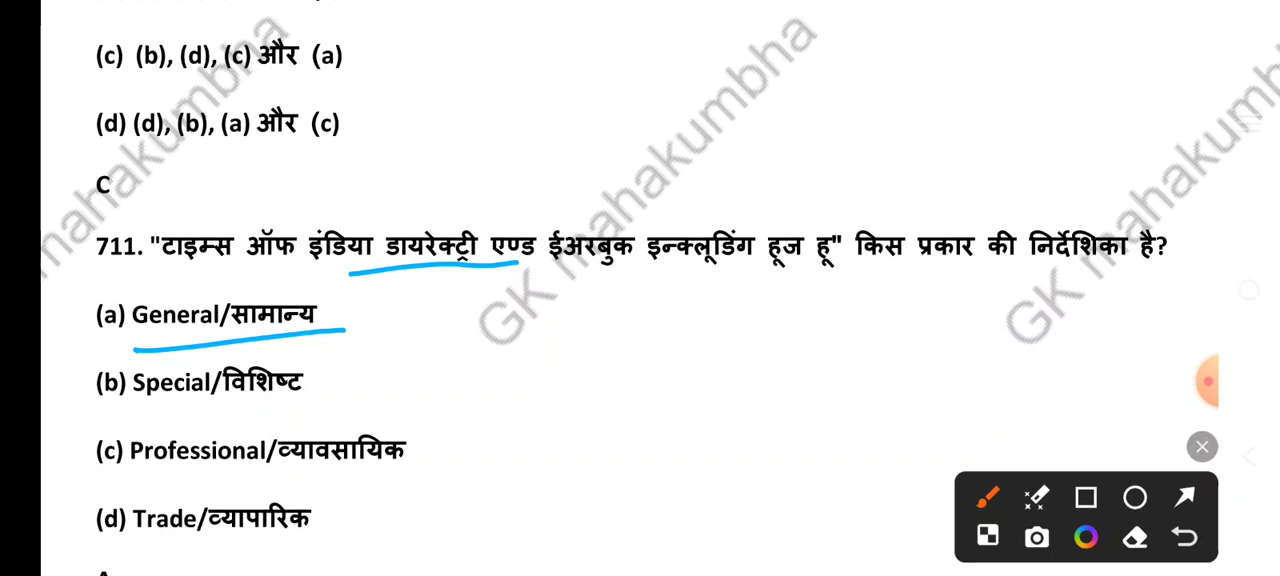 (c) (b), (d), (c) और (a)
(d) (d), (b), (a) और (c)
C
711. "टाइम्स ऑफ इंडिया डायरेक्ट्री एण्ड ईअरबुक इन्क्लूडिंग हूज हू" किस प्रकार की निर्देशिका है?
(a) General/सामान्य
(b) Special/विशिष्ट
(c) Professional/व्यावसायिक
(d) Trade/व्यापारिक
mahakumbha
GK mahakumbha
GK mahakumbh